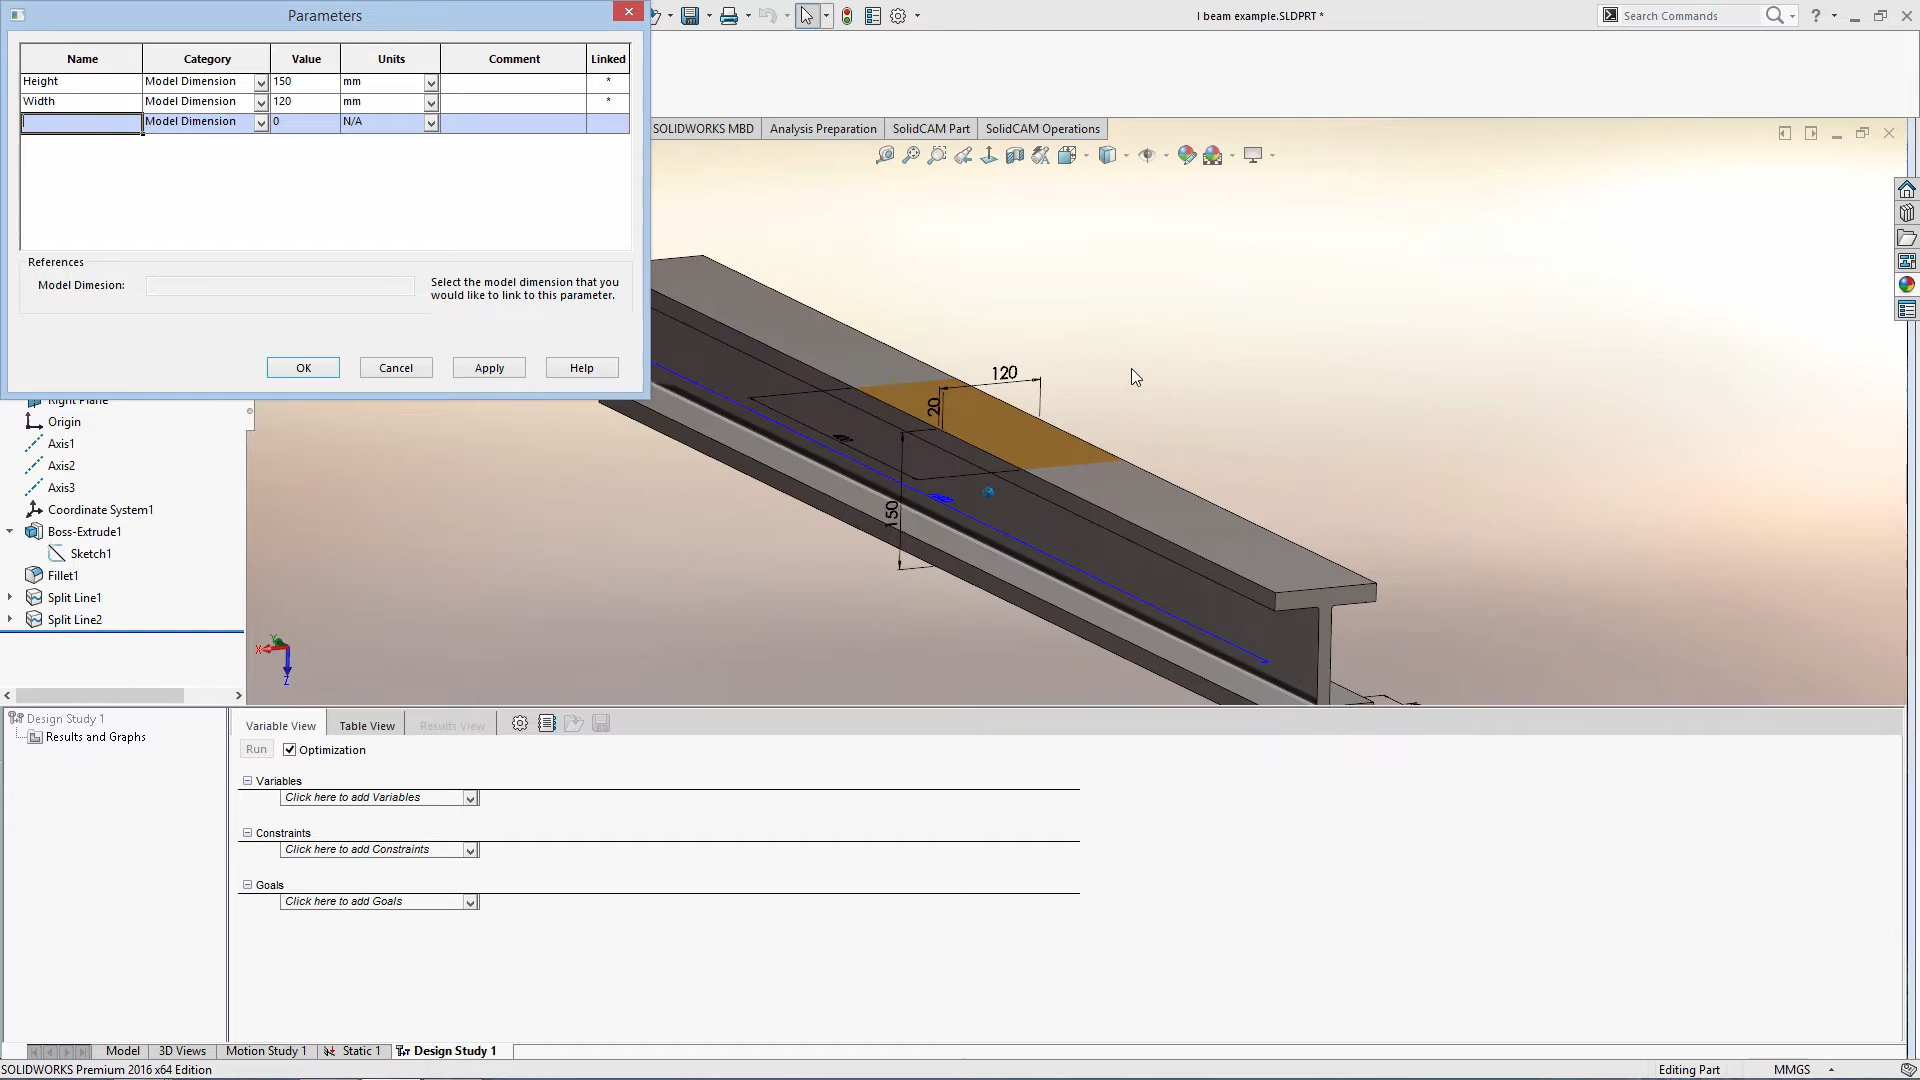 Parameters
I beam example.SLDPRT *
Search Commands
?
Name Category Value Units Comment Linked
Height Model Dimension 150 mm *
Width Model Dimension 120 mm *
Model Dimension 0 N/A
References
Model Dimesion:
Select the model dimension that you
would like to link to this parameter.
OK Cancel Apply Help
SOLIDWORKS MBD Analysis Preparation SolidCAM Part SolidCAM Operations
120
20
150
Right Plane
Origin
Axis1
Axis2
Axis3
Coordinate System1
Boss-Extrude1
Sketch1
Fillet1
Split Line1
Split Line2
Y
X
Z
Design Study 1
Results and Graphs
Variable View Table View Results View
Run Optimization
Variables
Click here to add Variables
Constraints
Click here to add Constraints
Goals
Click here to add Goals
Model 3D Views Motion Study 1 Static 1 Design Study 1
SOLIDWORKS Premium 2016 x64 Edition
Editing Part MMGS